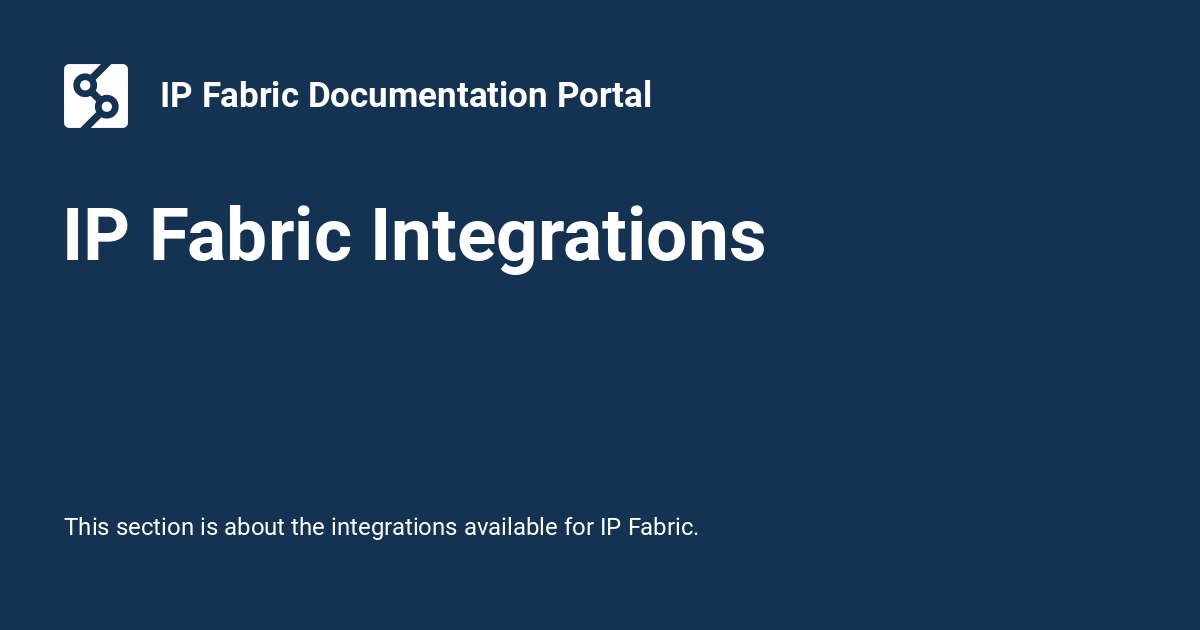 IP Fabric Documentation Portal
IP Fabric Integrations
This section is about the integrations available for IP Fabric.